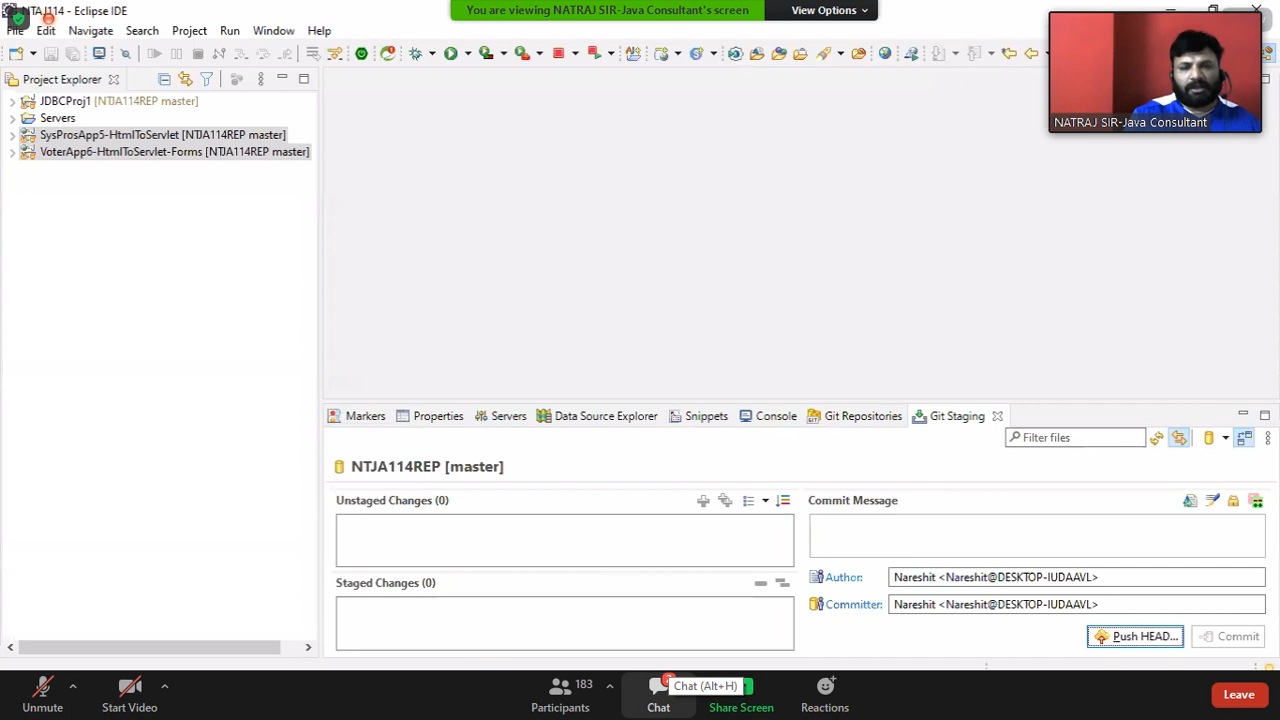 NTAJ114 - Eclipse IDE
You are viewing NATRAJ SIR-Java Consultant's screen
View Options
File Edit Navigate Search Project Run Window Help
Project Explorer
JDBCProj1 [NTJA114REP master]
Servers
SysProsApp5-HtmlToServlet [NTJA114REP master]
VoterApp6-HtmlToServlet-Forms [NTJA114REP master]
NATRAJ SIR-Java Consultant
Markers Properties Servers Data Source Explorer Snippets Console Git Repositories Git Staging
Filter files
NTJA114REP [master]
Unstaged Changes (0)
Commit Message
Staged Changes (0)
Author: Nareshit <Nareshit@DESKTOP-IUDAAVL>
Committer: Nareshit <Nareshit@DESKTOP-IUDAAVL>
Push HEAD... Commit
183
Chat (Alt+H)
Unmute Start Video Participants Chat Share Screen Reactions Leave